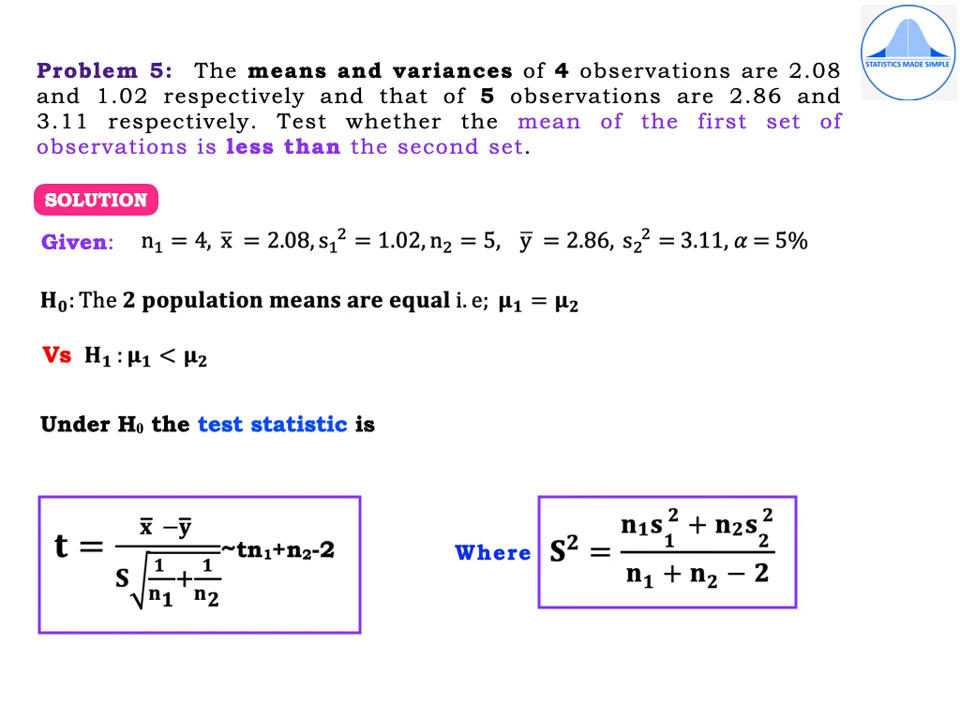 STATISTICS MADE SIMPLE
Problem 5: The means and variances of 4 observations are 2.08
and 1.02 respectively and that of 5 observations are 2.86 and
3.11 respectively. Test whether the mean of the first set of
observations is less than the second set.
SOLUTION
Given: n₁ = 4, x̅ = 2.08, s₁² = 1.02, n₂ = 5, y̅ = 2.86, s₂² = 3.11, α = 5%
H₀: The 2 population means are equal i. e; μ₁ = μ₂
Vs H₁ : μ₁ < μ₂
Under H₀ the test statistic is
t = (x̅ − y̅) / (S √(1/n₁ + 1/n₂)) ~tn₁+n₂-2
Where S² = (n₁s₁² + n₂s₂²) / (n₁ + n₂ − 2)